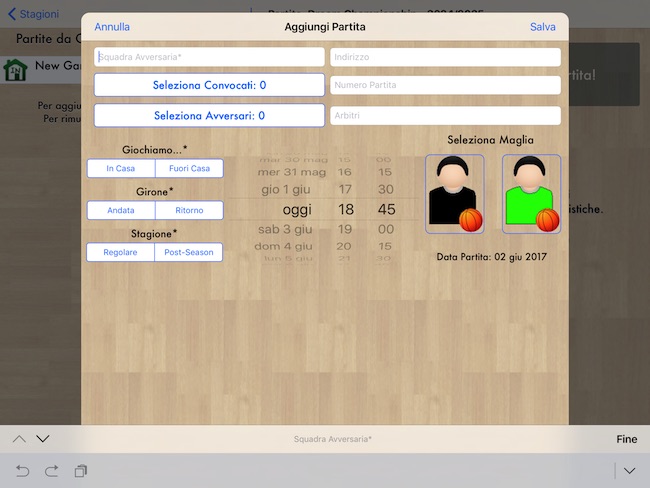 Stagioni
Annulla
Aggiungi Partita
Salva
Partite da
New Gar
Per aggiu
Per rimu
rtita!
istiche.
Squadra Avversaria*
Indirizzo
Seleziona Convocati: 0
Numero Partita
Seleziona Avversari: 0
Arbitri
Giochiamo...*
In Casa
Fuori Casa
Girone*
Andata
Ritorno
Stagione*
Regolare
Post-Season
mar 30 mag 15 00
mer 31 mag 16 15
gio 1 giu 17 30
oggi 18 45
sab 3 giu 19 00
dom 4 giu 20 15
lun 5 giu 21 30
Seleziona Maglia
Data Partita: 02 giu 2017
Squadra Avversaria*
Fine